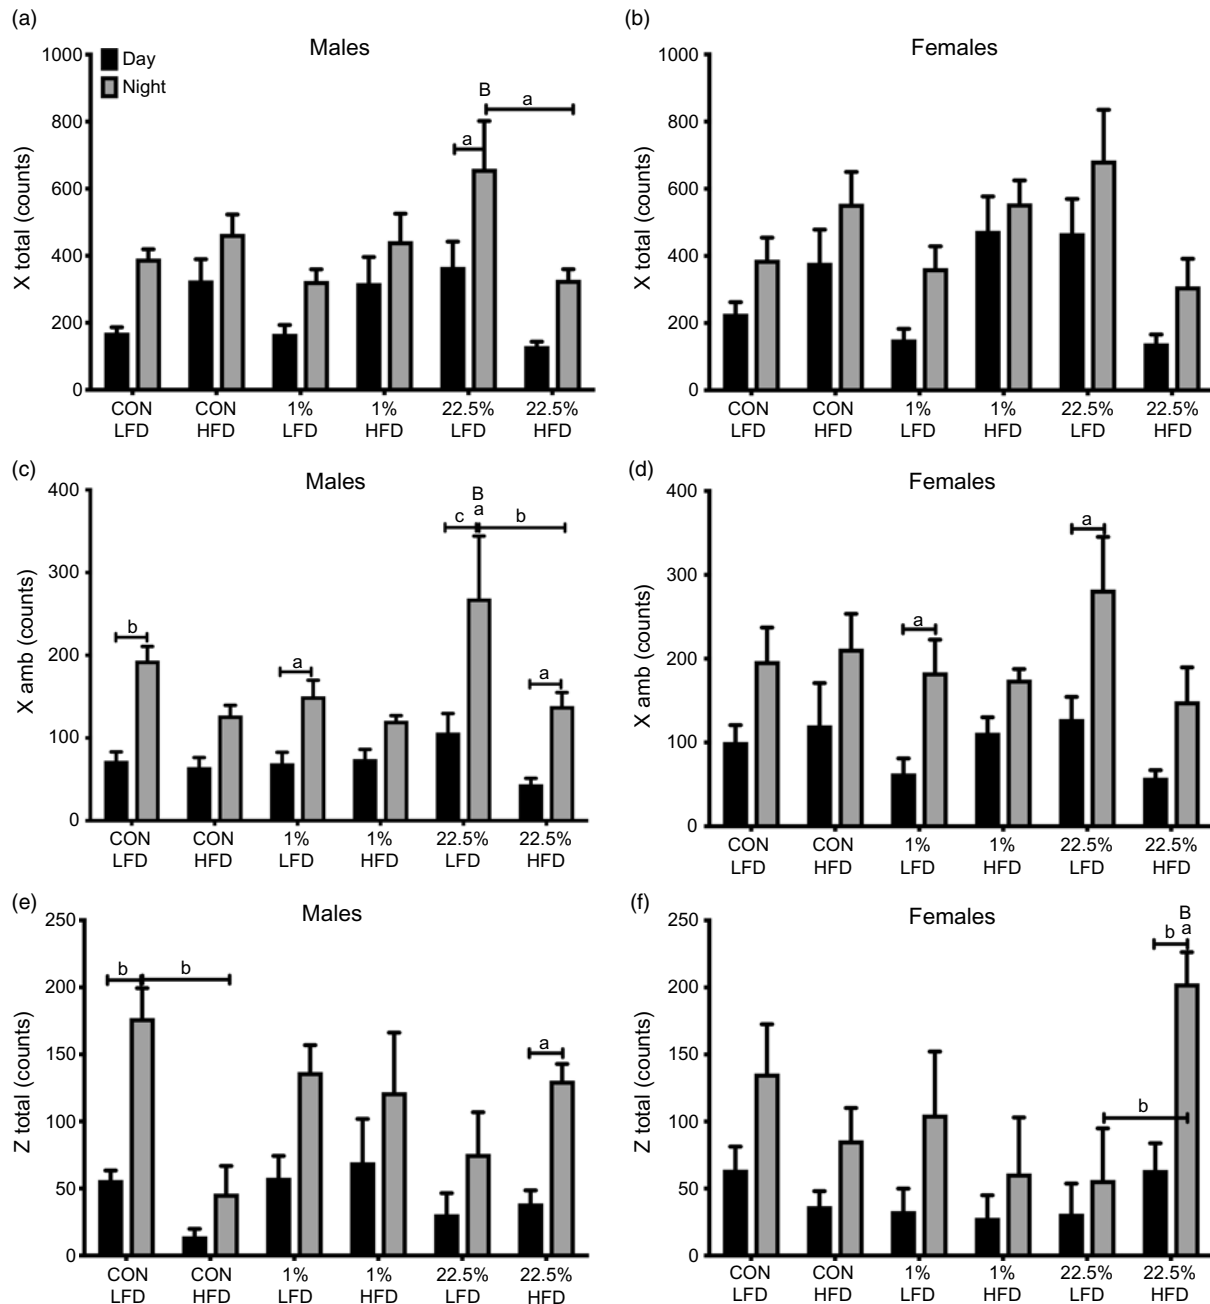 (a)
Males
X total (counts)
1000
800
600
400
200
0
Day
Night
B
a
a
CON LFD
CON HFD
1% LFD
1% HFD
22.5% LFD
22.5% HFD
(b)
Females
X total (counts)
1000
800
600
400
200
0
CON LFD
CON HFD
1% LFD
1% HFD
22.5% LFD
22.5% HFD
(c)
Males
X amb (counts)
400
300
200
100
0
b
a
c
B
a
b
a
CON LFD
CON HFD
1% LFD
1% HFD
22.5% LFD
22.5% HFD
(d)
Females
X amb (counts)
400
300
200
100
0
a
a
CON LFD
CON HFD
1% LFD
1% HFD
22.5% LFD
22.5% HFD
(e)
Males
Z total (counts)
250
200
150
100
50
0
b
b
a
CON LFD
CON HFD
1% LFD
1% HFD
22.5% LFD
22.5% HFD
(f)
Females
Z total (counts)
250
200
150
100
50
0
B
b
a
b
CON LFD
CON HFD
1% LFD
1% HFD
22.5% LFD
22.5% HFD